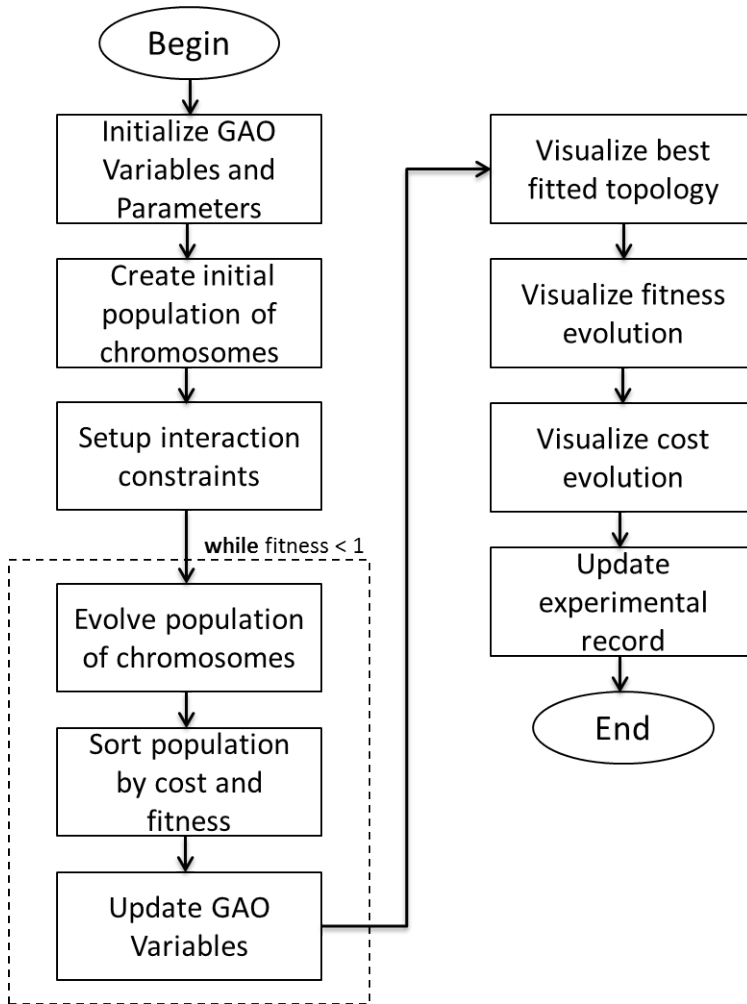 Begin
Initialize GAO
Variables and
Parameters
Create initial
population of
chromosomes
Setup interaction
constraints
while fitness < 1
Evolve population
of chromosomes
Sort population
by cost and
fitness
Update GAO
Variables
Visualize best
fitted topology
Visualize fitness
evolution
Visualize cost
evolution
Update
experimental
record
End